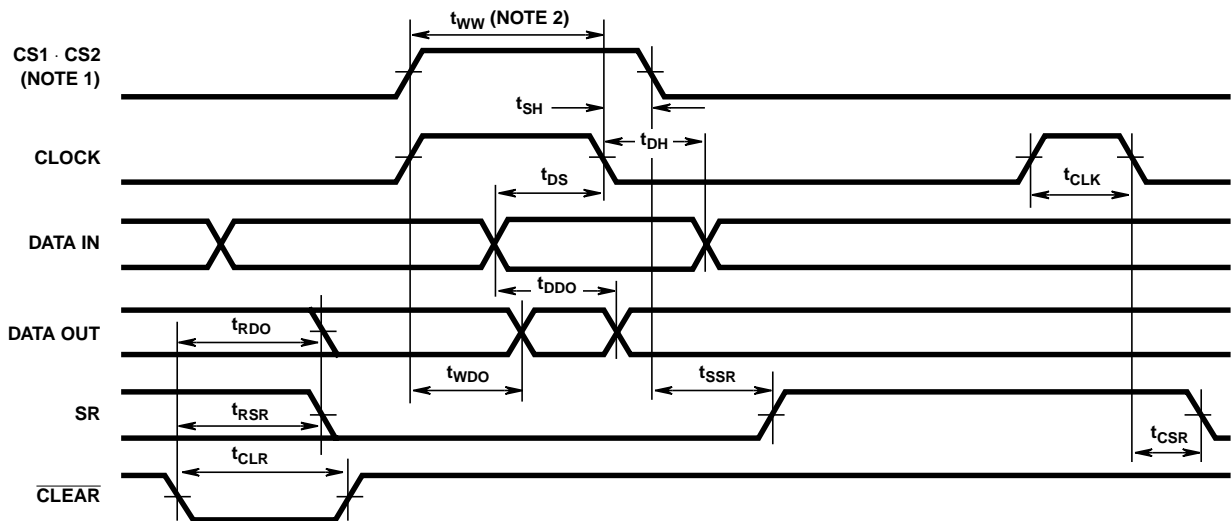 tWW (NOTE 2)
CS1 · CS2
(NOTE 1)
tSH
tDH
CLOCK
tDS
tCLK
DATA IN
tDDO
DATA OUT
tRDO
tWDO
tSSR
SR
tRSR
tCSR
tCLR
CLEAR